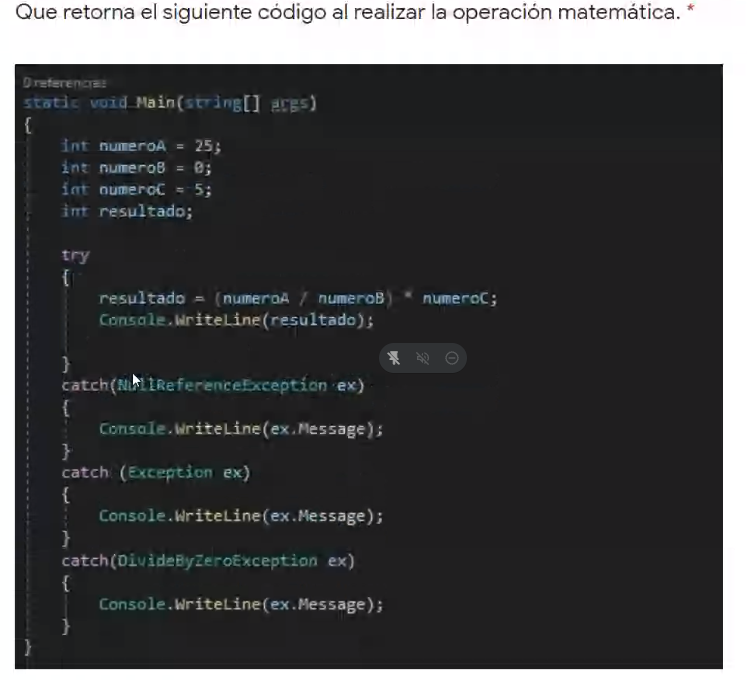 Que retorna el siguiente código al realizar la operación matemática. *
0 referencias
static void Main(string[] args)
{
int numeroA = 25;
int numeroB = 0;
int numeroC = 5;
int resultado;
try
{
resultado = (numeroA / numeroB) * numeroC;
Console.WriteLine(resultado);
}
catch(NullReferenceException ex)
{
Console.WriteLine(ex.Message);
}
catch (Exception ex)
{
Console.WriteLine(ex.Message);
}
catch(DivideByZeroException ex)
{
Console.WriteLine(ex.Message);
}
}